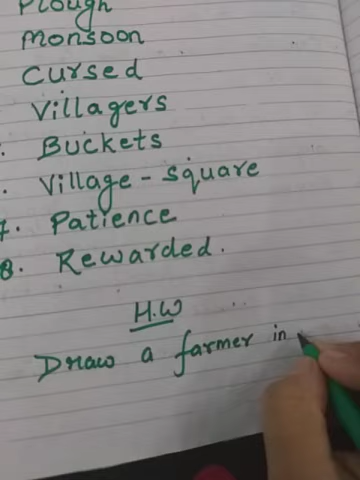 Plough
Monsoon
Cursed
Villagers
Buckets
Village - square
7. Patience
8. Rewarded.
H.W
Draw a farmer in